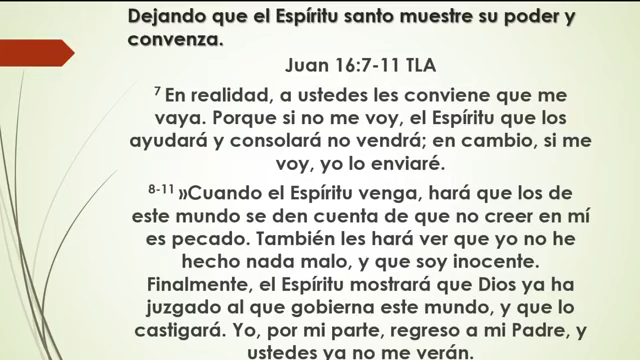 Dejando que el Espíritu santo muestre su poder y
convenza.
Juan 16:7-11 TLA
7 En realidad, a ustedes les conviene que me
vaya. Porque si no me voy, el Espíritu que los
ayudará y consolará no vendrá; en cambio, si me
voy, yo lo enviaré.
8-11 »Cuando el Espíritu venga, hará que los de
este mundo se den cuenta de que no creer en mí
es pecado. También les hará ver que yo no he
hecho nada malo, y que soy inocente.
Finalmente, el Espíritu mostrará que Dios ya ha
juzgado al que gobierna este mundo, y que lo
castigará. Yo, por mi parte, regreso a mi Padre, y
ustedes ya no me verán.